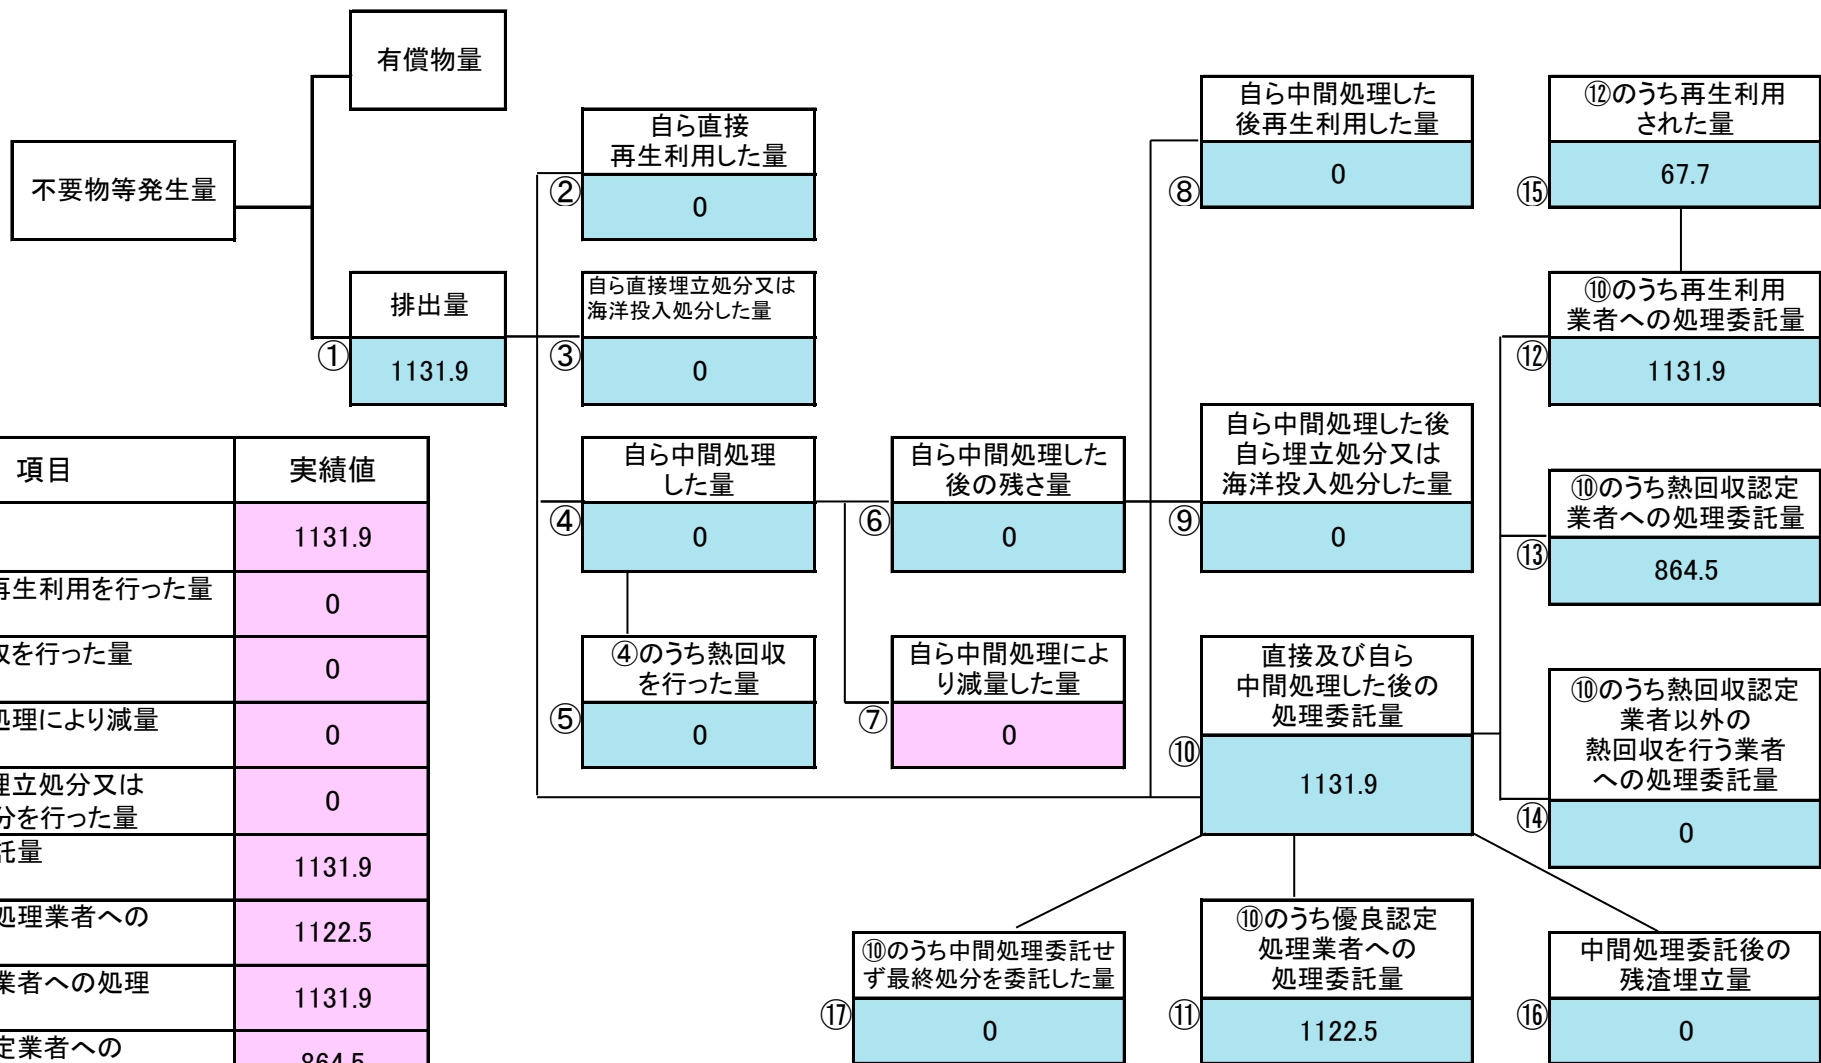 有償物量
不要物等発生量
排出量
①
1131.9
自ら直接
再生利用した量
②
0
自ら直接埋立処分又は
海洋投入処分した量
③
0
自ら中間処理
した量
④
0
④のうち熱回収
を行った量
⑤
0
自ら中間処理した
後の残さ量
⑥
0
自ら中間処理によ
り減量した量
⑦
0
自ら中間処理した
後再生利用した量
⑧
0
自ら中間処理した後
自ら埋立処分又は
海洋投入処分した量
⑨
0
直接及び自ら
中間処理した後の
処理委託量
⑩
1131.9
⑫のうち再生利用
された量
⑮
67.7
⑩のうち再生利用
業者への処理委託量
⑫
1131.9
⑩のうち熱回収認定
業者への処理委託量
⑬
864.5
⑩のうち熱回収認定
業者以外の
熱回収を行う業者
への処理委託量
⑭
0
⑩のうち中間処理委託せ
ず最終処分を委託した量
⑰
0
⑩のうち優良認定
処理業者への
処理委託量
⑪
1122.5
中間処理委託後の
残渣埋立量
⑯
0
項目 実績値
1131.9
再生利用を行った量 0
収を行った量 0
処理により減量 0
埋立処分又は
分を行った量 0
託量 1131.9
処理業者への 1122.5
業者への処理 1131.9
定業者への 864.5